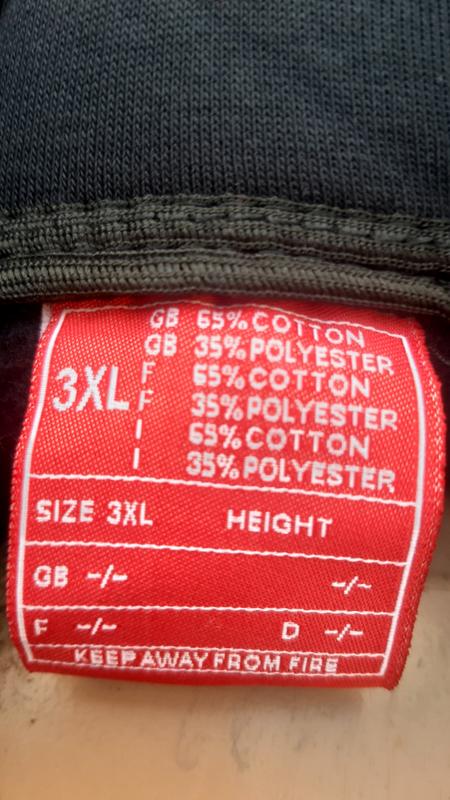 GB 65% COTTON
GB 35% POLYESTER
3XL
F 65% COTTON
F 35% POLYESTER
I 65% COTTON
I 35% POLYESTER
SIZE 3XL HEIGHT
GB -/- -/-
F -/- D -/-
KEEP AWAY FROM FIRE